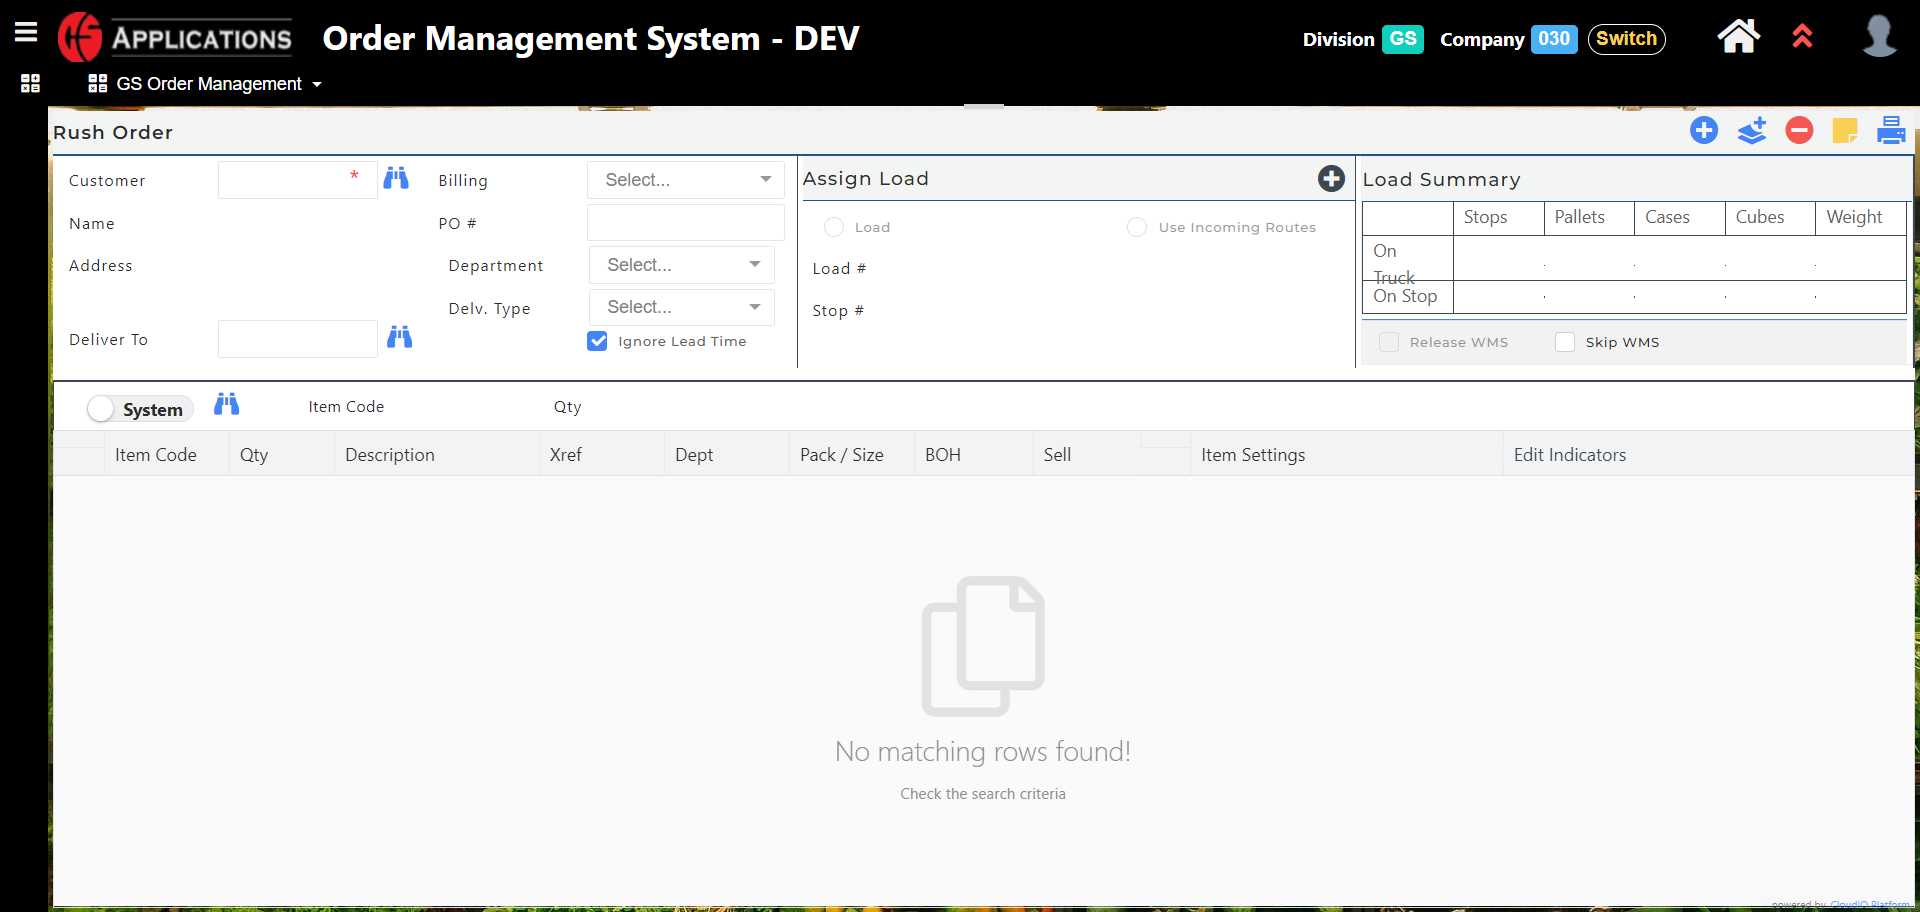 APPLICATIONS
Order Management System - DEV
Division GS Company 030 Switch
GS Order Management
Rush Order
Customer *
Billing Select...
Name
PO #
Address
Department Select...
Delv. Type Select...
Deliver To
Ignore Lead Time
Assign Load
Load
Use Incoming Routes
Load #
Stop #
Load Summary
Stops Pallets Cases Cubes Weight
On
Truck . . . .
On Stop . . . .
Release WMS
Skip WMS
System
Item Code
Qty
Item Code Qty Description Xref Dept Pack / Size BOH Sell Item Settings Edit Indicators
No matching rows found!
Check the search criteria
powered by CloudIO Platform